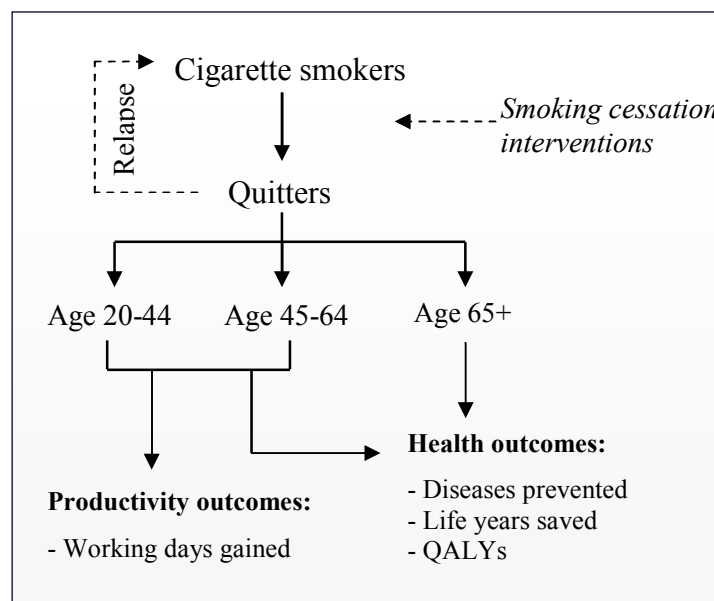 Cigarette smokers
Relapse
Smoking cessation
interventions
Quitters
Age 20-44
Age 45-64
Age 65+
Health outcomes:
- Diseases prevented
- Life years saved
- QALYs
Productivity outcomes:
- Working days gained